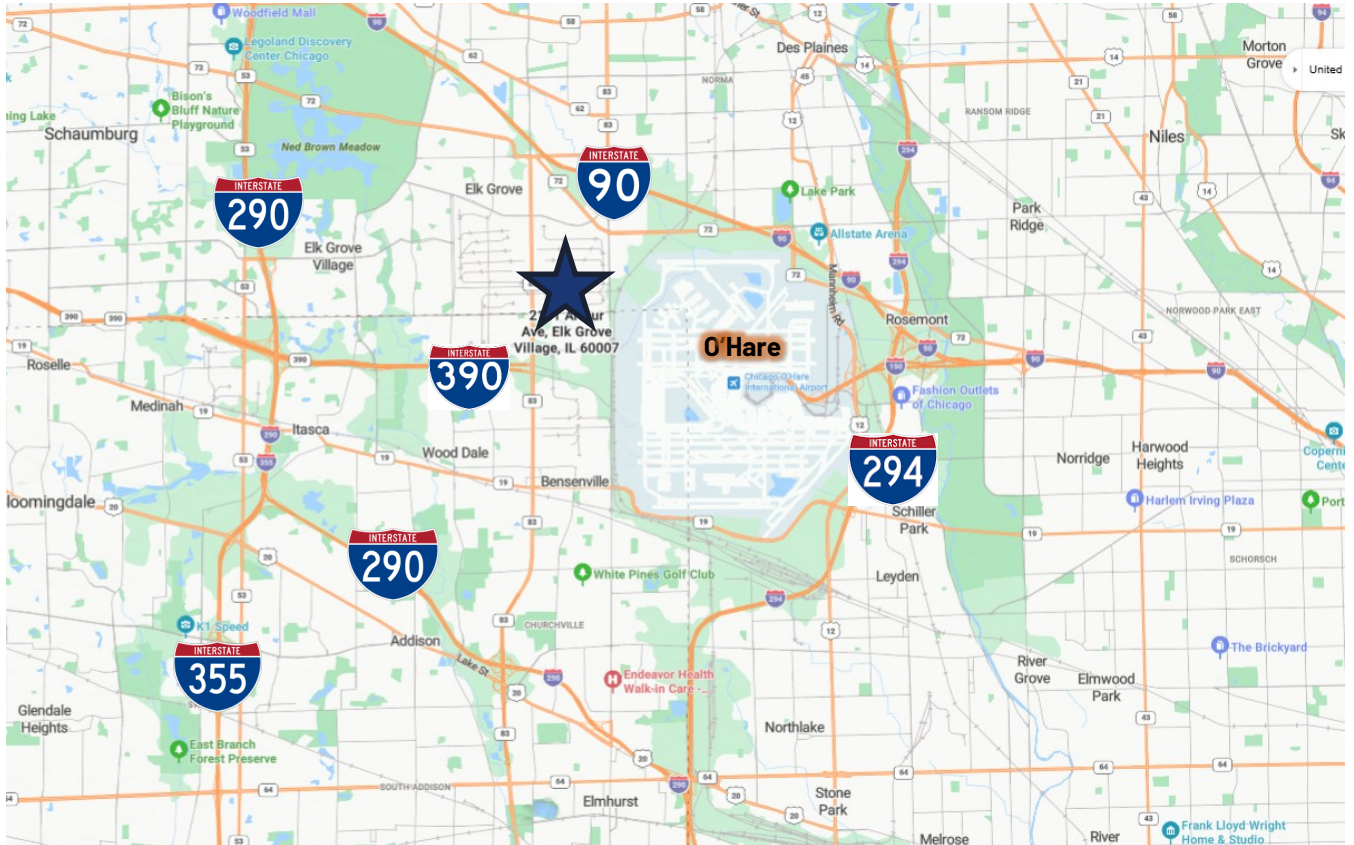 Woodfield Mall
Legoland Discovery
Center Chicago
Bison's
Bluff Nature
Playground
Schaumburg
Ned Brown Meadow
Des Plaines
NORMA
Morton
Grove
United
RANSOM RIDGE
Niles
INTERSTATE
290
INTERSTATE
90
Elk Grove
Elk Grove
Village
Lake Park
Allstate Arena
Park
Ridge
Mannheim Rd
NORWOOD PARK EAST
Ave, Elk Grove
Village, IL 60007
Roselle
INTERSTATE
390
O'Hare
Chicago O'Hare
International Airport
Rosemont
Fashion Outlets
of Chicago
Medinah
Itasca
Wood Dale
Bensenville
INTERSTATE
294
Schiller
Park
Norridge
Harwood
Heights
Harlem Irving Plaza
INTERSTATE
290
White Pines Golf Club
Leyden
SCHORSCH
K1 Speed
Addison
CHURCHVILLE
Lake St
INTERSTATE
355
Endeavor Health
Walk-in Care -...
River
Grove
Elmwood
Park
The Brickyard
Glendale
Heights
East Branch
Forest Preserve
Northlake
SOUTH ADDISON
Elmhurst
Stone
Park
Melrose
River
Frank Lloyd Wright
Home & Studio